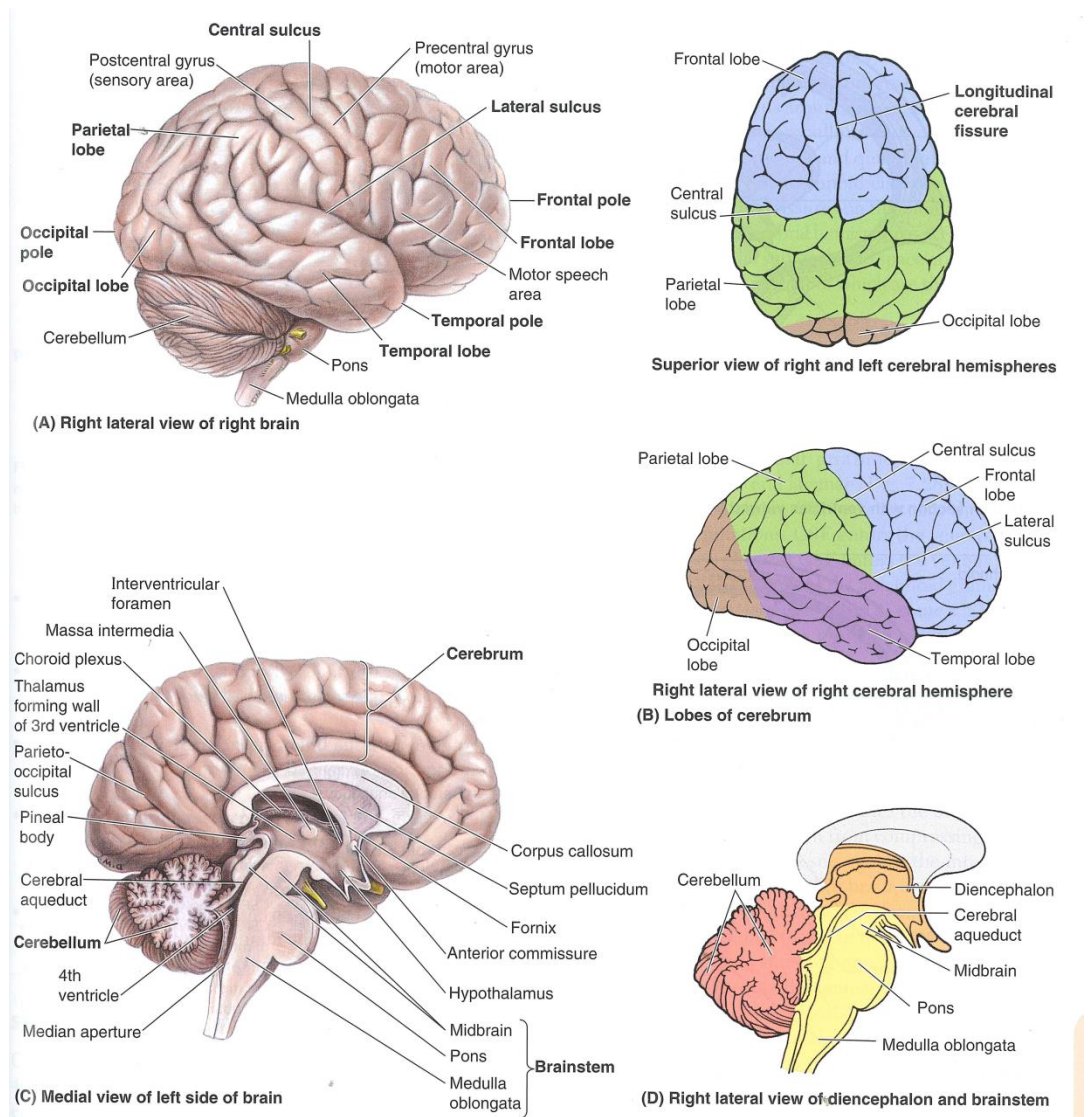 Central sulcus
Postcentral gyrus
(sensory area)
Precentral gyrus
(motor area)
Lateral sulcus
Parietal
lobe
Frontal pole
Occipital
pole
Frontal lobe
Occipital lobe
Motor speech
area
Cerebellum
Temporal pole
Temporal lobe
Pons
Medulla oblongata
(A) Right lateral view of right brain
Frontal lobe
Longitudinal
cerebral
fissure
Central
sulcus
Parietal
lobe
Occipital lobe
Superior view of right and left cerebral hemispheres
Parietal lobe
Central sulcus
Frontal
lobe
Lateral
sulcus
Occipital
lobe
Temporal lobe
Right lateral view of right cerebral hemisphere
(B) Lobes of cerebrum
Interventricular
foramen
Massa intermedia
Choroid plexus
Cerebrum
Thalamus
forming wall
of 3rd ventricle
Parieto-
occipital
sulcus
Pineal
body
Corpus callosum
Cerebral
aqueduct
Septum pellucidum
Fornix
Cerebellum
Anterior commissure
4th
ventricle
Hypothalamus
Median aperture
Midbrain
Pons
Brainstem
Medulla
oblongata
(C) Medial view of left side of brain
Cerebellum
Diencephalon
Cerebral
aqueduct
Midbrain
Pons
Medulla oblongata
(D) Right lateral view of diencephalon and brainstem